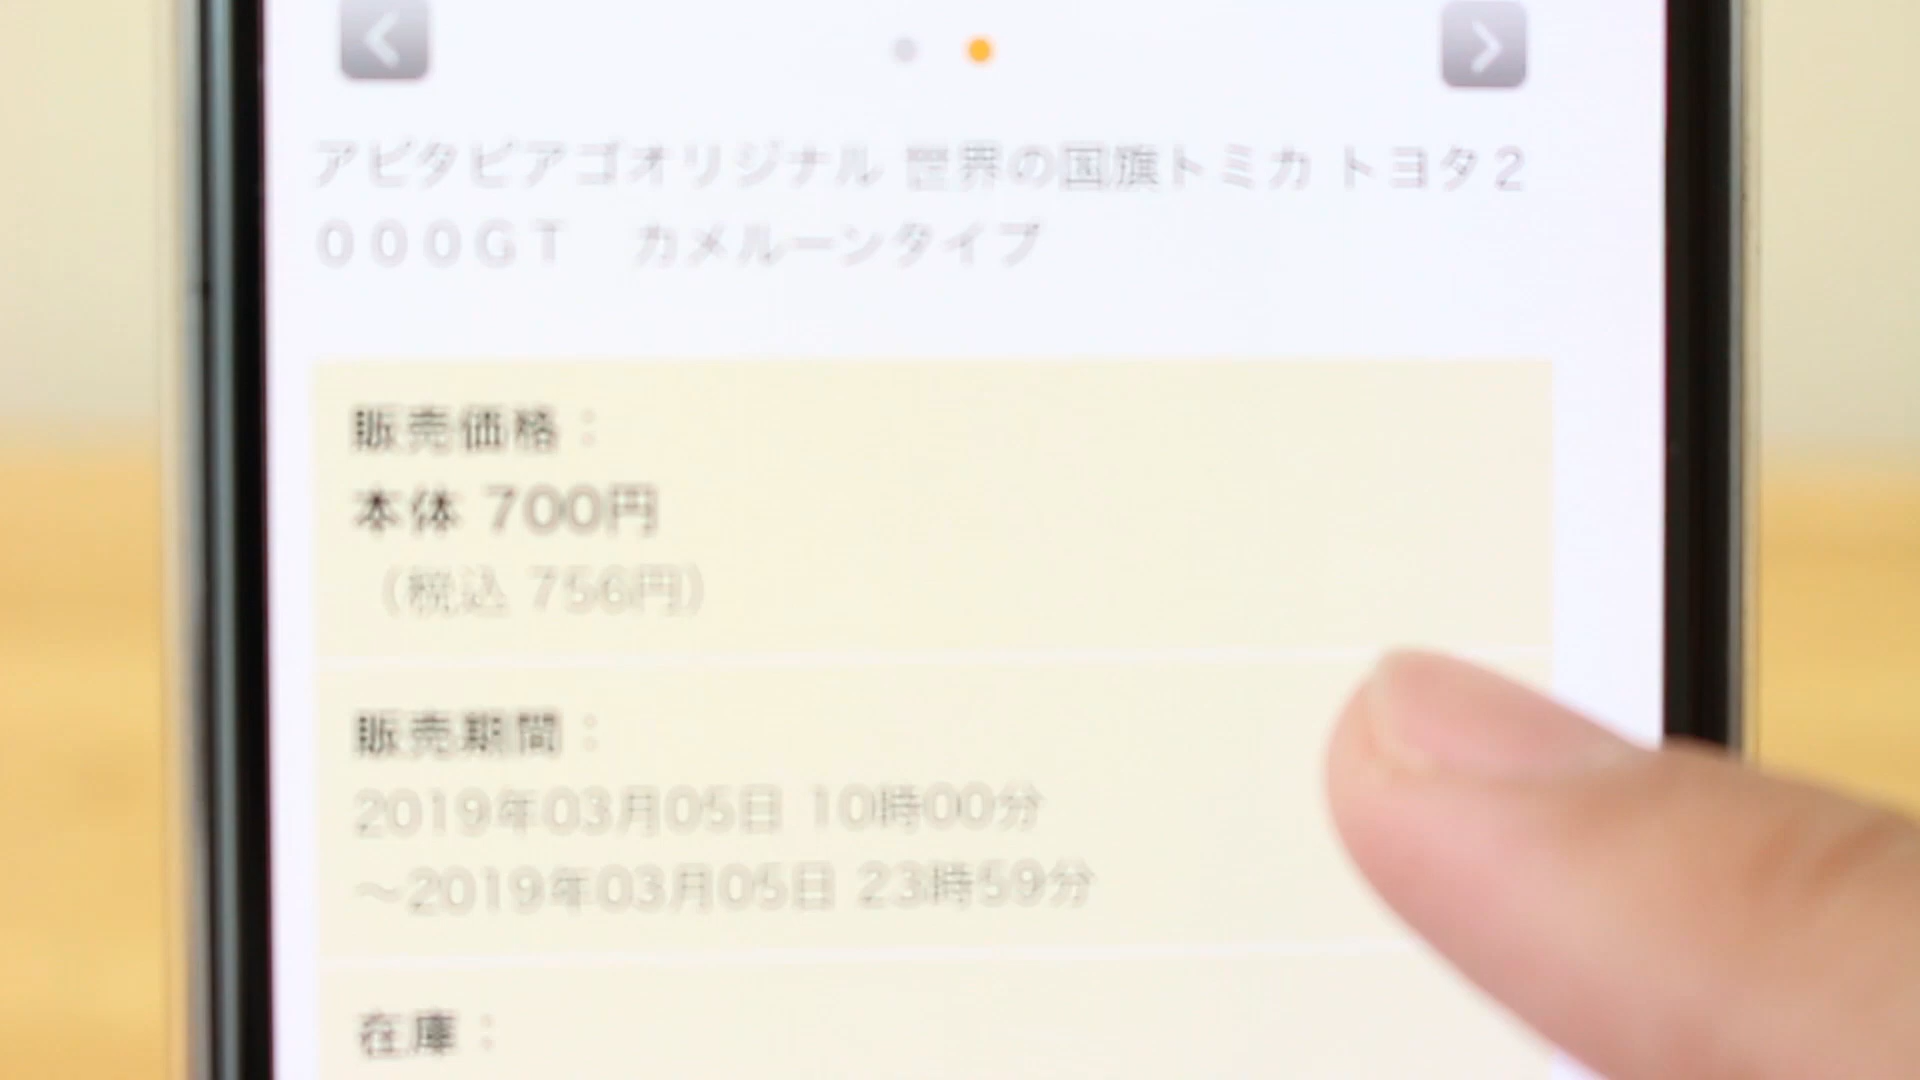 アピタピアゴオリジナル 世界の国旗トミカ トヨタ２
０００ＧＴ　カメルーンタイプ
販売価格：
本体 700円
（税込 756円）
販売期間：
2019年03月05日 10時00分
～2019年03月05日 23時59分
在庫：